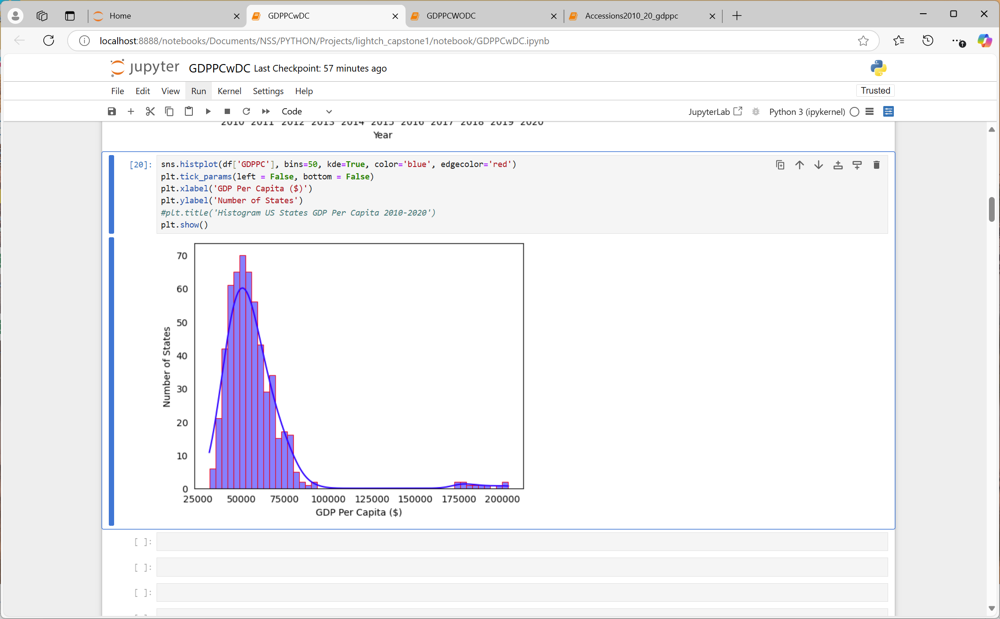 Home
GDPPCwDC
GDPPCWODC
Accessions2010_20_gdppc
localhost:8888/notebooks/Documents/NSS/PYTHON/Projects/lightch_capstone1/notebook/GDPPCwDC.ipynb
jupyter GDPPCwDC Last Checkpoint: 57 minutes ago
File Edit View Run Kernel Settings Help Trusted
Code JupyterLab Python 3 (ipykernel)
2010 2011 2012 2013 2014 2015 2016 2017 2018 2019 2020
Year
[20]: sns.histplot(df['GDPPC'], bins=50, kde=True, color='blue', edgecolor='red')
plt.tick_params(left = False, bottom = False)
plt.xlabel('GDP Per Capita ($)')
plt.ylabel('Number of States')
#plt.title('Histogram US States GDP Per Capita 2010-2020')
plt.show()
70
60
50
40
30
20
10
0
Number of States
25000 50000 75000 100000 125000 150000 175000 200000
GDP Per Capita ($)
[ ]:
[ ]:
[ ]:
[ ]: